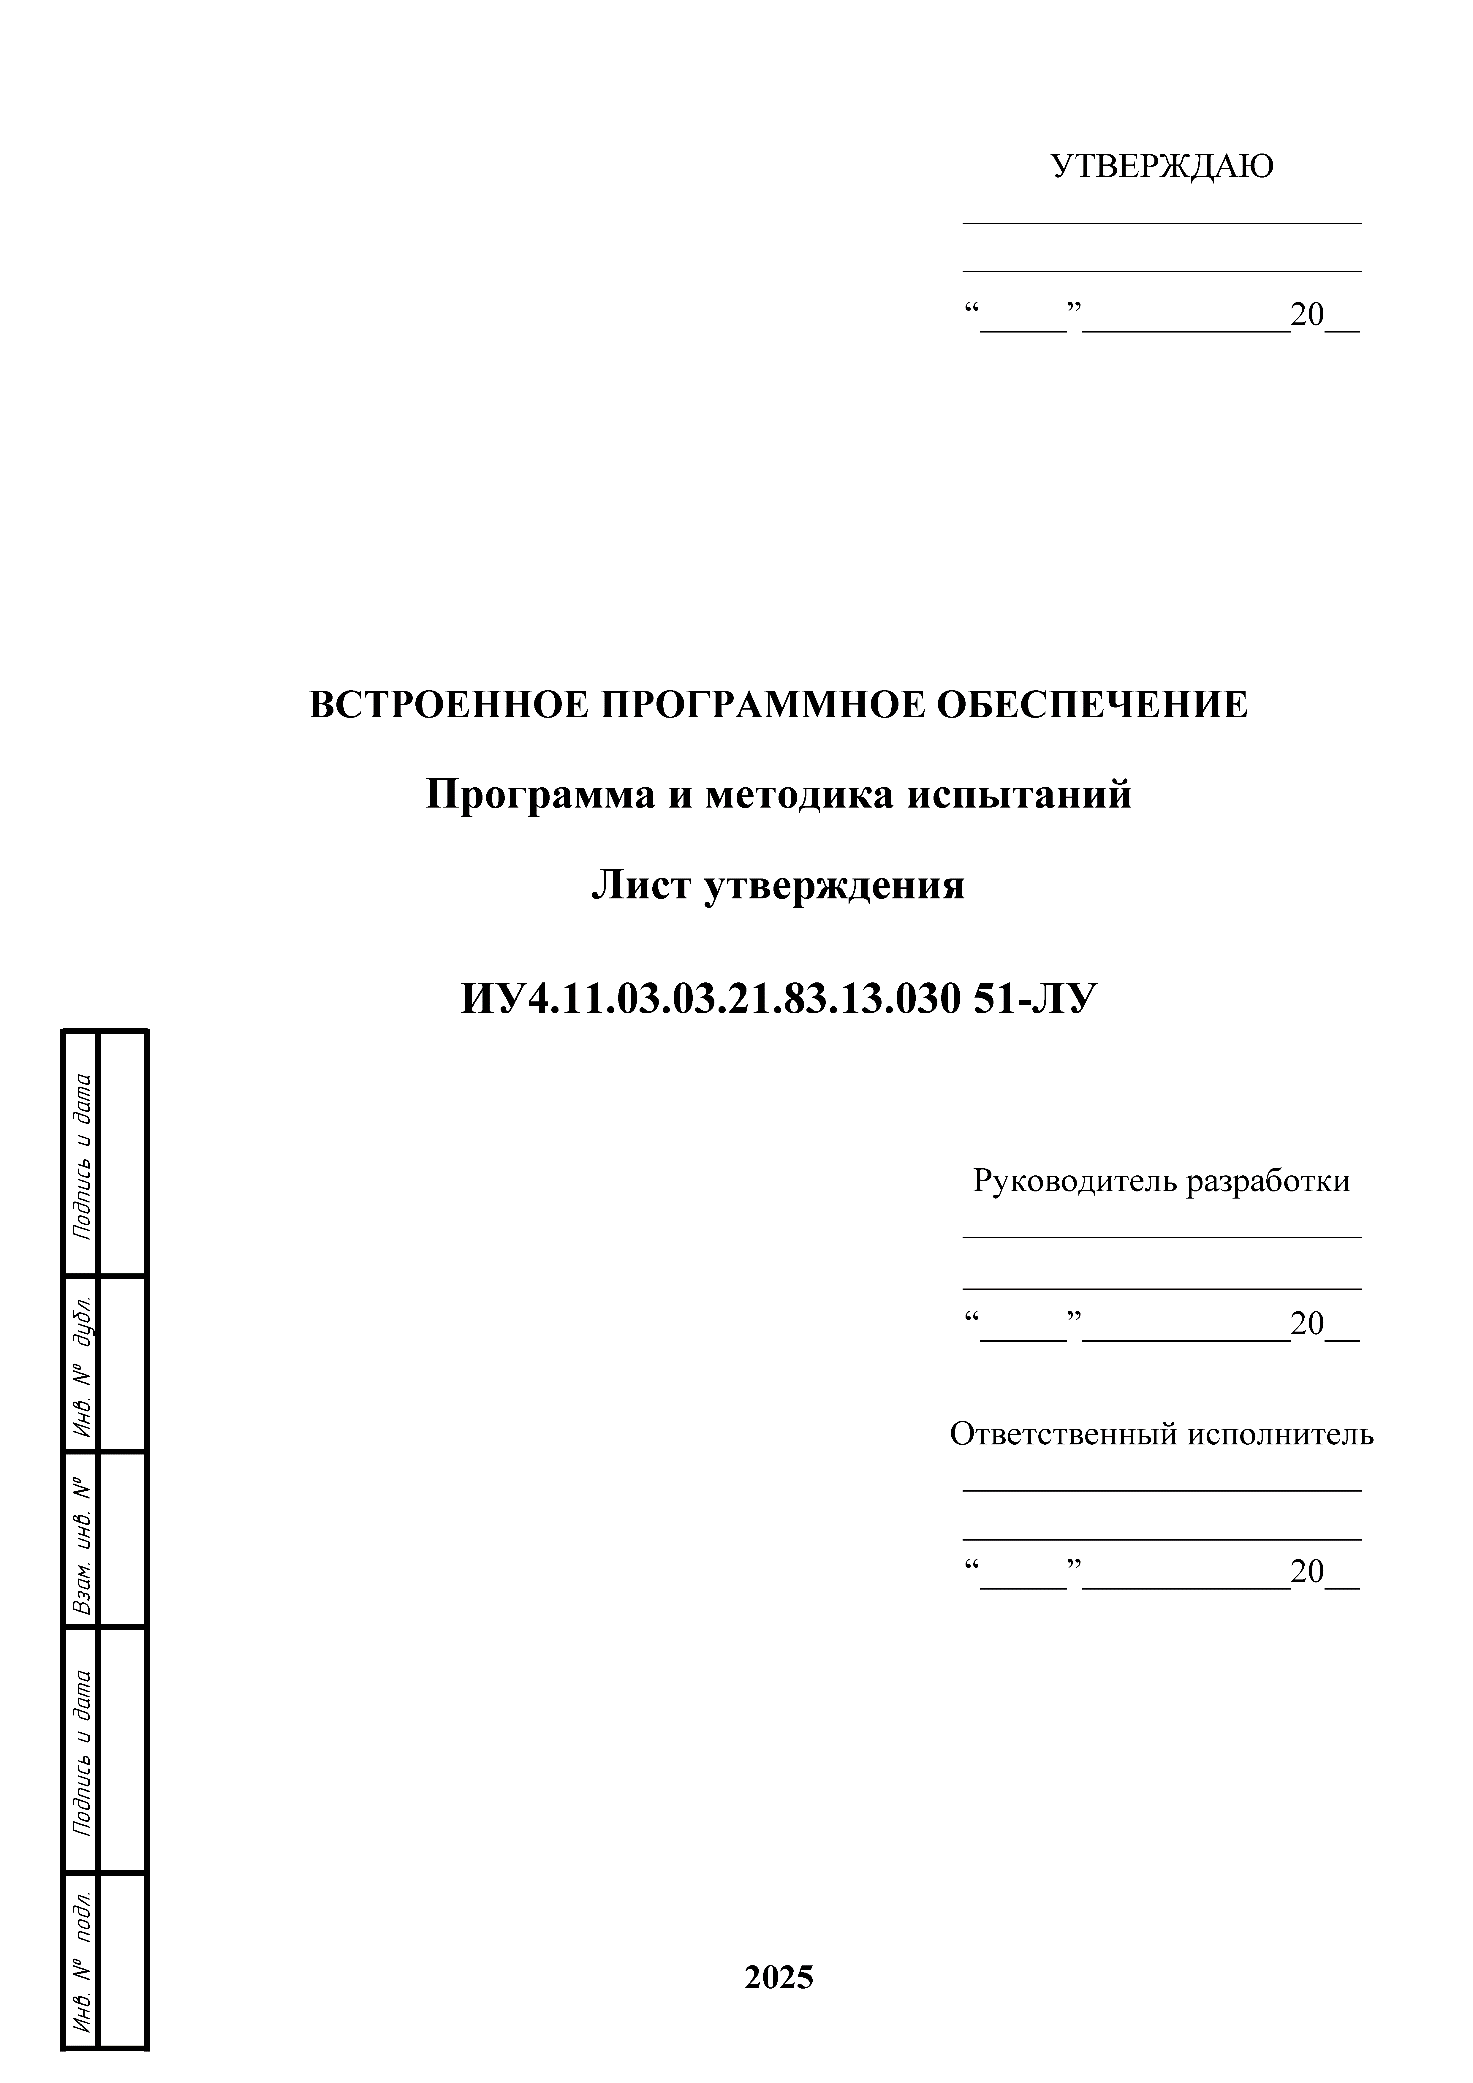 УТВЕРЖДАЮ
“_____”____________20__
ВСТРОЕННОЕ ПРОГРАММНОЕ ОБЕСПЕЧЕНИЕ
Программа и методика испытаний
Лист утверждения
ИУ4.11.03.03.21.83.13.030 51-ЛУ
Руководитель разработки
“_____”____________20__
Ответственный исполнитель
“_____”____________20__
Подпись и дата
Инв. № дубл.
Взам. инв. №
Подпись и дата
Инв. № подл.
2025